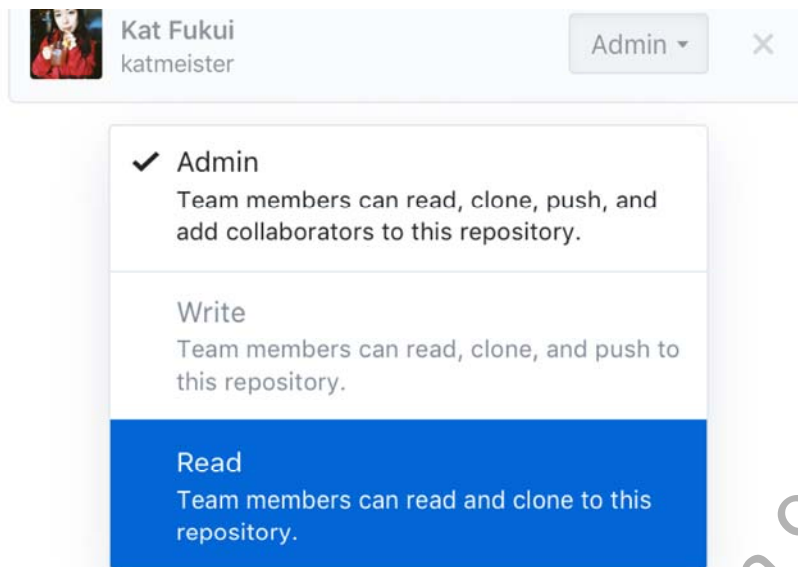 Kat Fukui
katmeister
Admin
Admin
Team members can read, clone, push, and
add collaborators to this repository.
Write
Team members can read, clone, and push to
this repository.
Read
Team members can read and clone to this
repository.